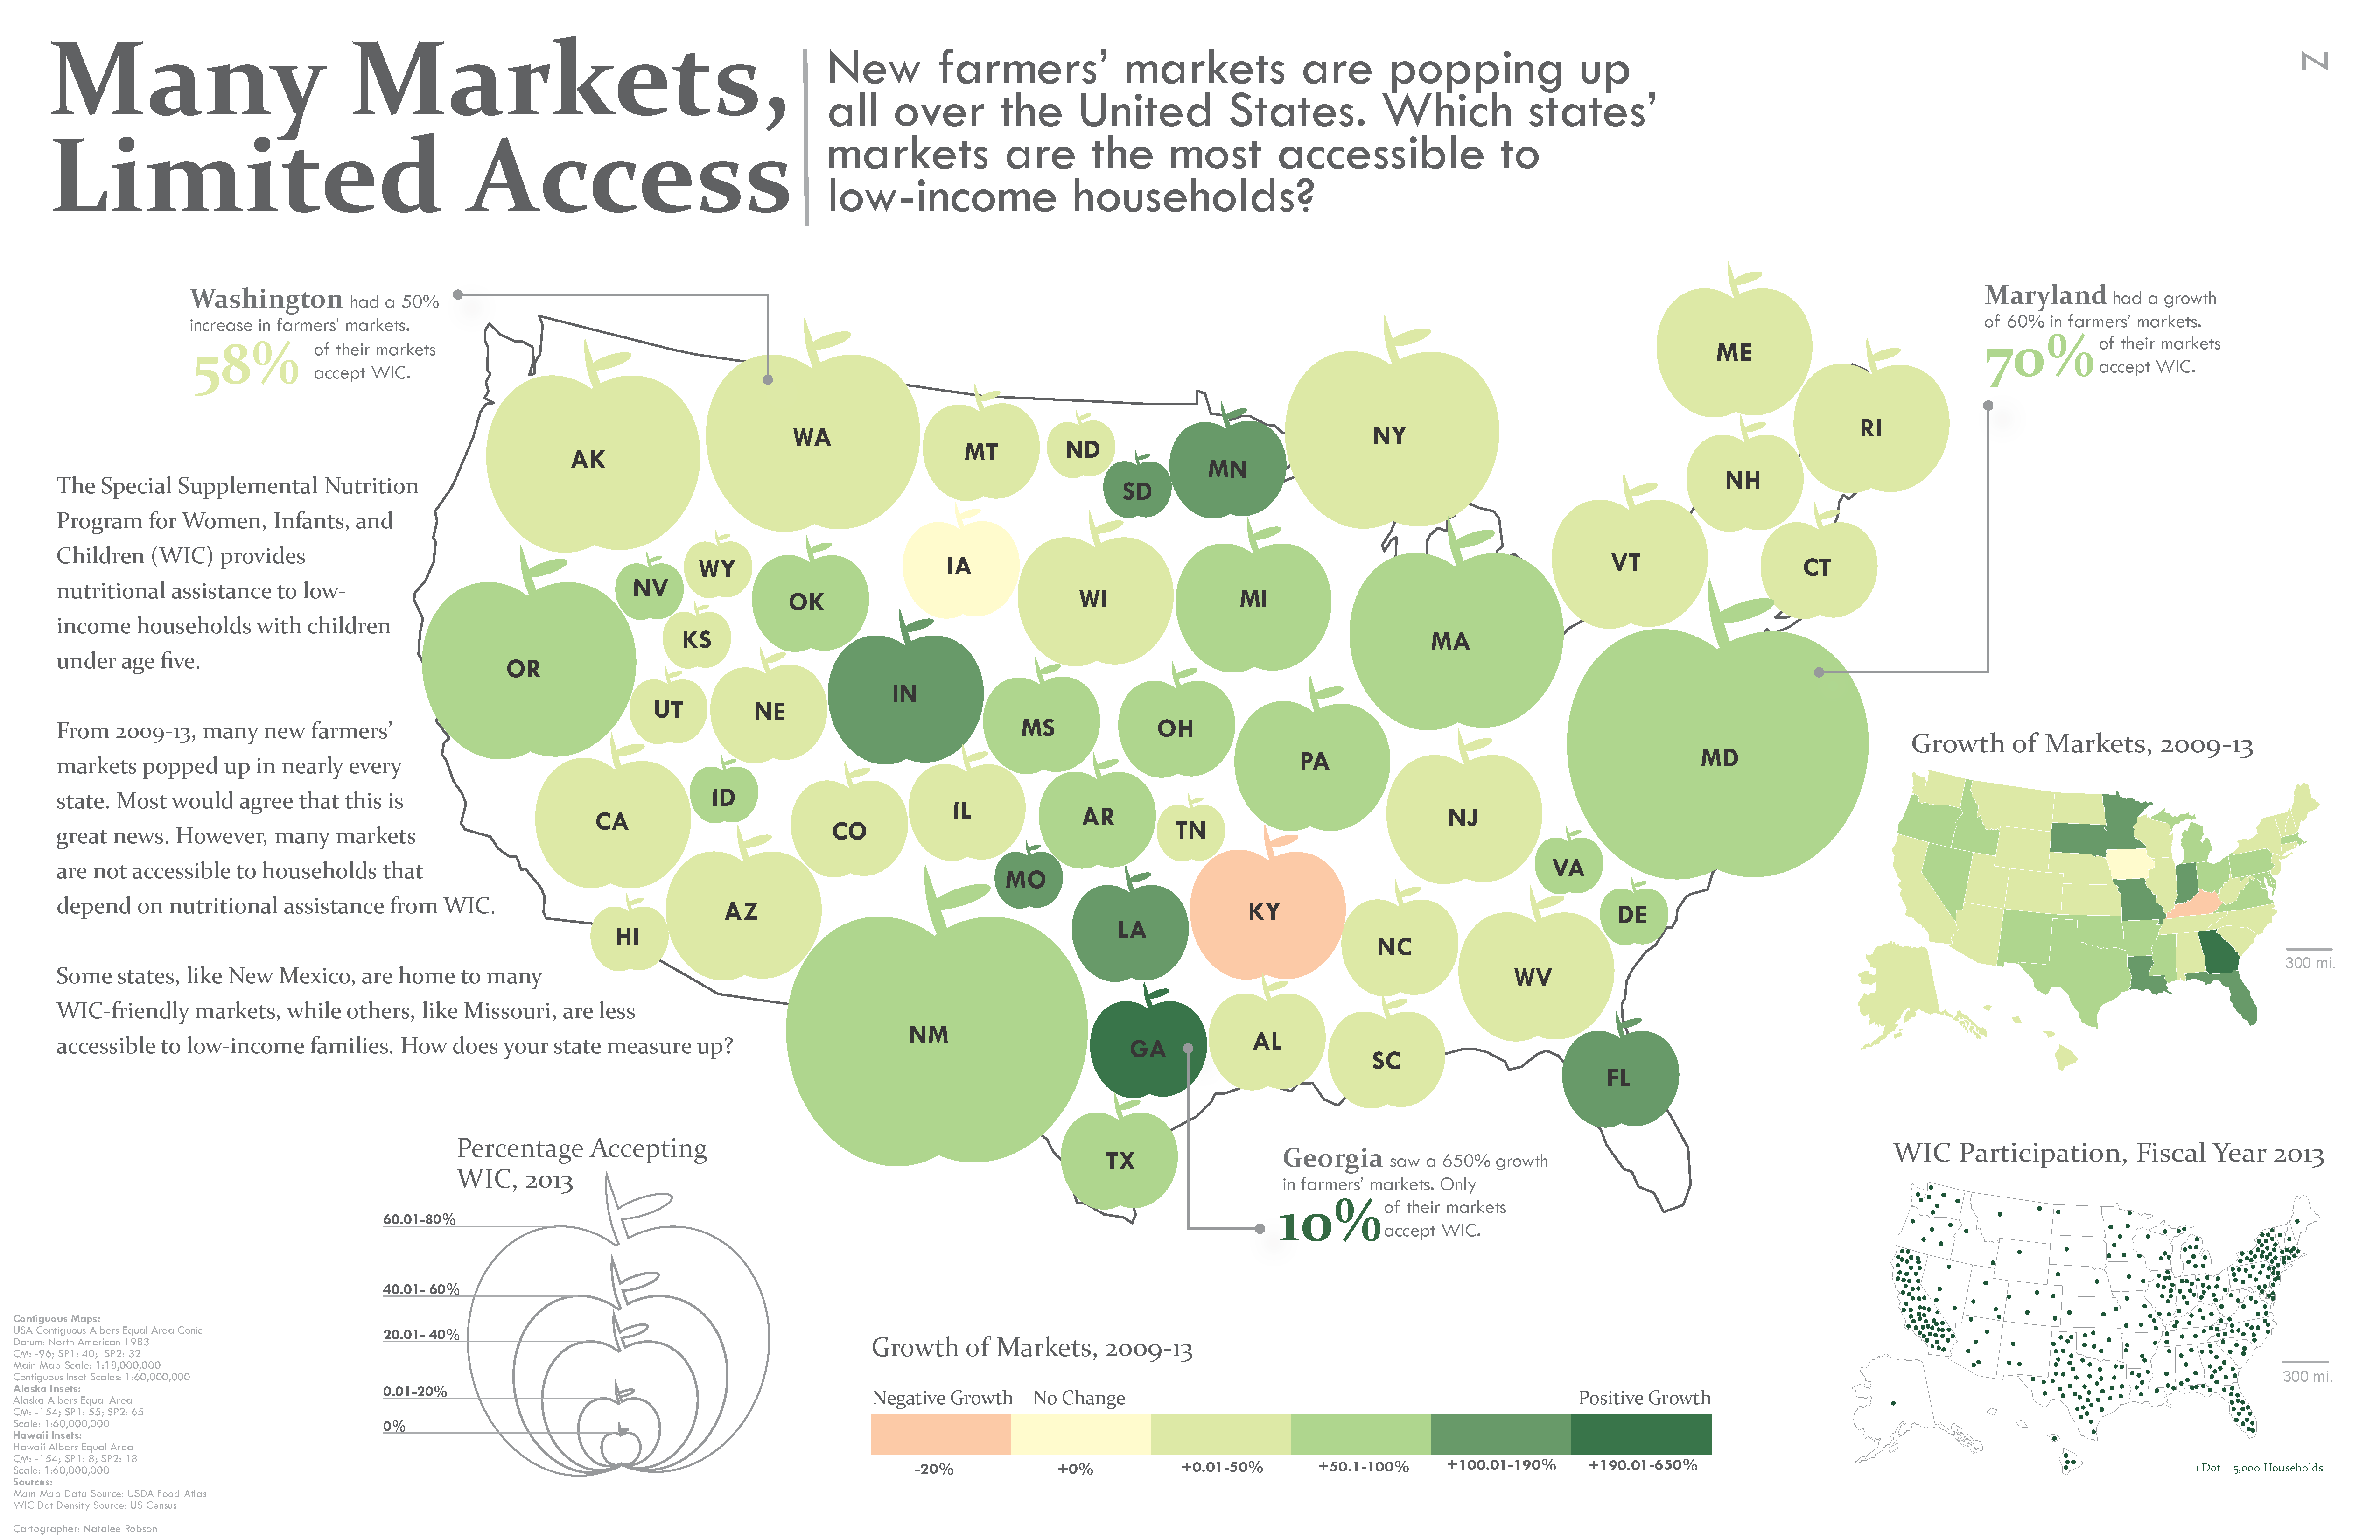 Many Markets,
Limited Access
New farmers’ markets are popping up
all over the United States. Which states’
markets are the most accessible to
low-income households?
Z
Washington had a 50%
increase in farmers’ markets.
58% of their markets
accept WIC.
Maryland had a growth
of 60% in farmers’ markets.
70% of their markets
accept WIC.
The Special Supplemental Nutrition
Program for Women, Infants, and
Children (WIC) provides
nutritional assistance to low-
income households with children
under age five.
From 2009-13, many new farmers’
markets popped up in nearly every
state. Most would agree that this is
great news. However, many markets
are not accessible to households that
depend on nutritional assistance from WIC.
Some states, like New Mexico, are home to many
WIC-friendly markets, while others, like Missouri, are less
accessible to low-income families. How does your state measure up?
ME
RI
NH
AK
WA
MT
ND
SD
MN
NY
VT
CT
OR
NV
WY
KS
OK
IA
WI
MI
MA
UT
NE
IN
MS
OH
PA
MD
CA
ID
CO
IL
AR
TN
NJ
VA
HI
AZ
MO
LA
KY
NC
WV
DE
NM
GA
AL
SC
FL
TX
Georgia saw a 650% growth
in farmers’ markets. Only
10% of their markets
accept WIC.
Growth of Markets, 2009-13
300 mi.
WIC Participation, Fiscal Year 2013
300 mi.
1 Dot = 5,000 Households
Percentage Accepting
WIC, 2013
60.01-80%
40.01- 60%
20.01- 40%
0.01-20%
0%
Growth of Markets, 2009-13
Negative Growth No Change Positive Growth
-20% +0% +0.01-50% +50.1-100% +100.01-190% +190.01-650%
Contiguous Maps:
USA Contiguous Albers Equal Area Conic
Datum: North American 1983
CM: -96; SP1: 40; SP2: 32
Main Map Scale: 1:18,000,000
Contiguous Inset Scales: 1:60,000,000
Alaska Insets:
Alaska Albers Equal Area
CM: -154; SP1: 55; SP2: 65
Scale: 1:60,000,000
Hawaii Insets:
Hawaii Albers Equal Area
CM: -154; SP1: 8; SP2: 18
Scale: 1:60,000,000
Sources:
Main Map Data Source: USDA Food Atlas
WIC Dot Density Source: US Census
Cartographer: Natalee Robson